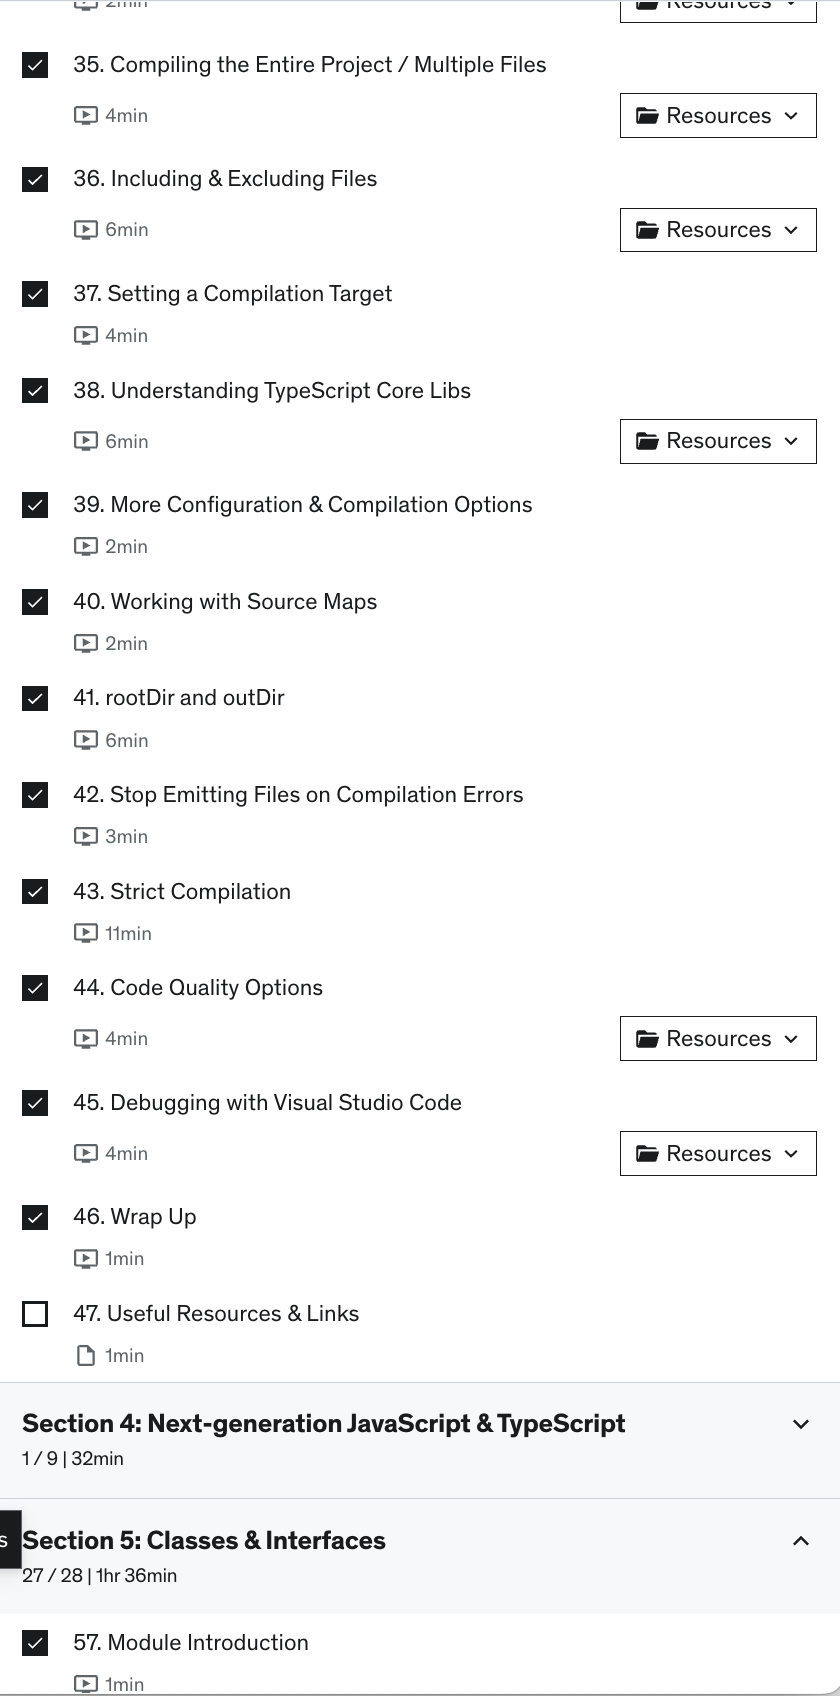 2min
Resources
35. Compiling the Entire Project / Multiple Files
4min
Resources
36. Including & Excluding Files
6min
Resources
37. Setting a Compilation Target
4min
38. Understanding TypeScript Core Libs
6min
Resources
39. More Configuration & Compilation Options
2min
40. Working with Source Maps
2min
41. rootDir and outDir
6min
42. Stop Emitting Files on Compilation Errors
3min
43. Strict Compilation
11min
44. Code Quality Options
4min
Resources
45. Debugging with Visual Studio Code
4min
Resources
46. Wrap Up
1min
47. Useful Resources & Links
1min
Section 4: Next-generation JavaScript & TypeScript
1 / 9 | 32min
s
Section 5: Classes & Interfaces
27 / 28 | 1hr 36min
57. Module Introduction
1min